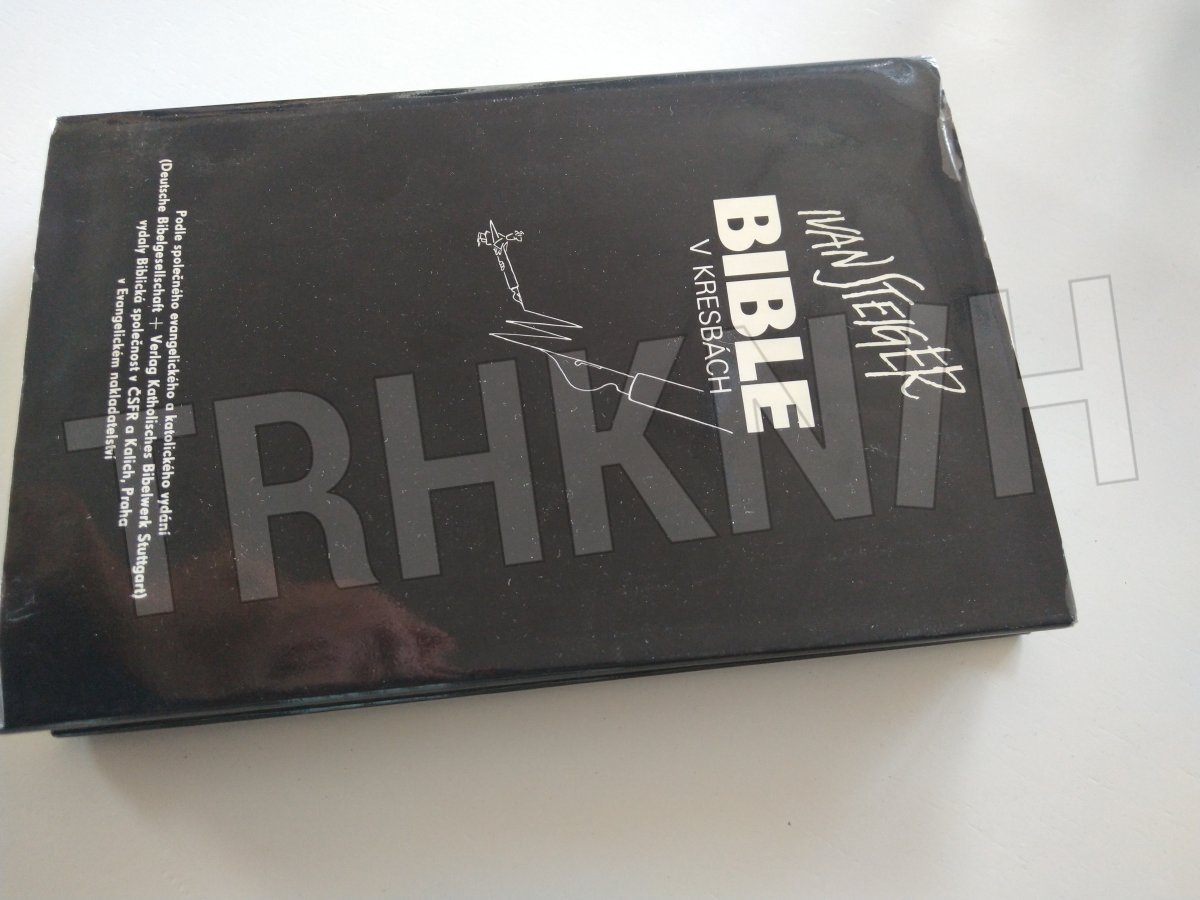 IVAN STEIGER
BIBLE
V KRESBÁCH
Podle společného evangelického a katolického vydání
(Deutsche Bibelgesellschaft + Verlag Katholisches Bibelwerk Stuttgart)
vydaly Biblická společnost v ČSFR a Kalich, Praha
v Evangelickém nakladatelství
TRHKNIH